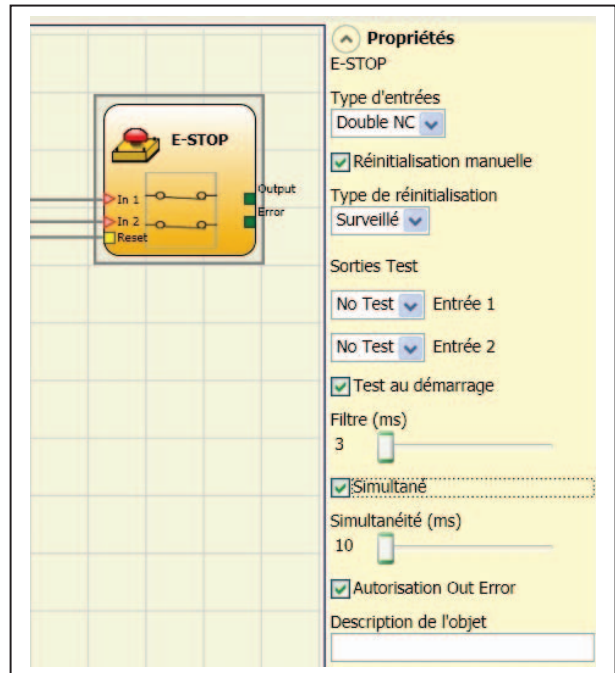 E-STOP
In 1
In 2
Reset
Output
Error
Propriétés
E-STOP
Type d'entrées
Double NC
Réinitialisation manuelle
Type de réinitialisation
Surveillé
Sorties Test
No Test Entrée 1
No Test Entrée 2
Test au démarrage
Filtre (ms)
3
Simultané
Simultanéité (ms)
10
Autorisation Out Error
Description de l'objet